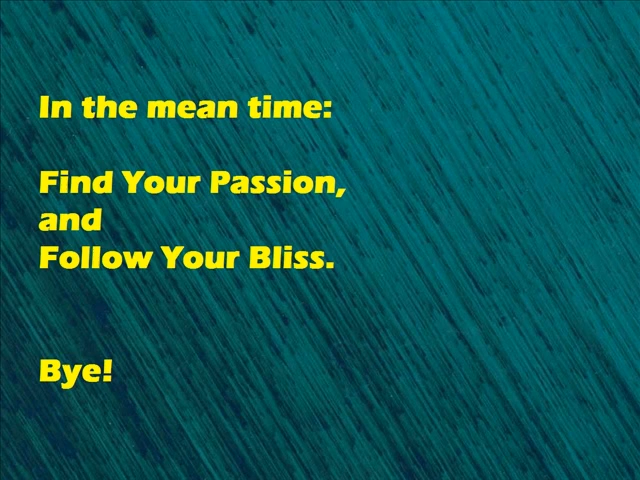 In the mean time:
Find Your Passion,
and
Follow Your Bliss.
Bye!